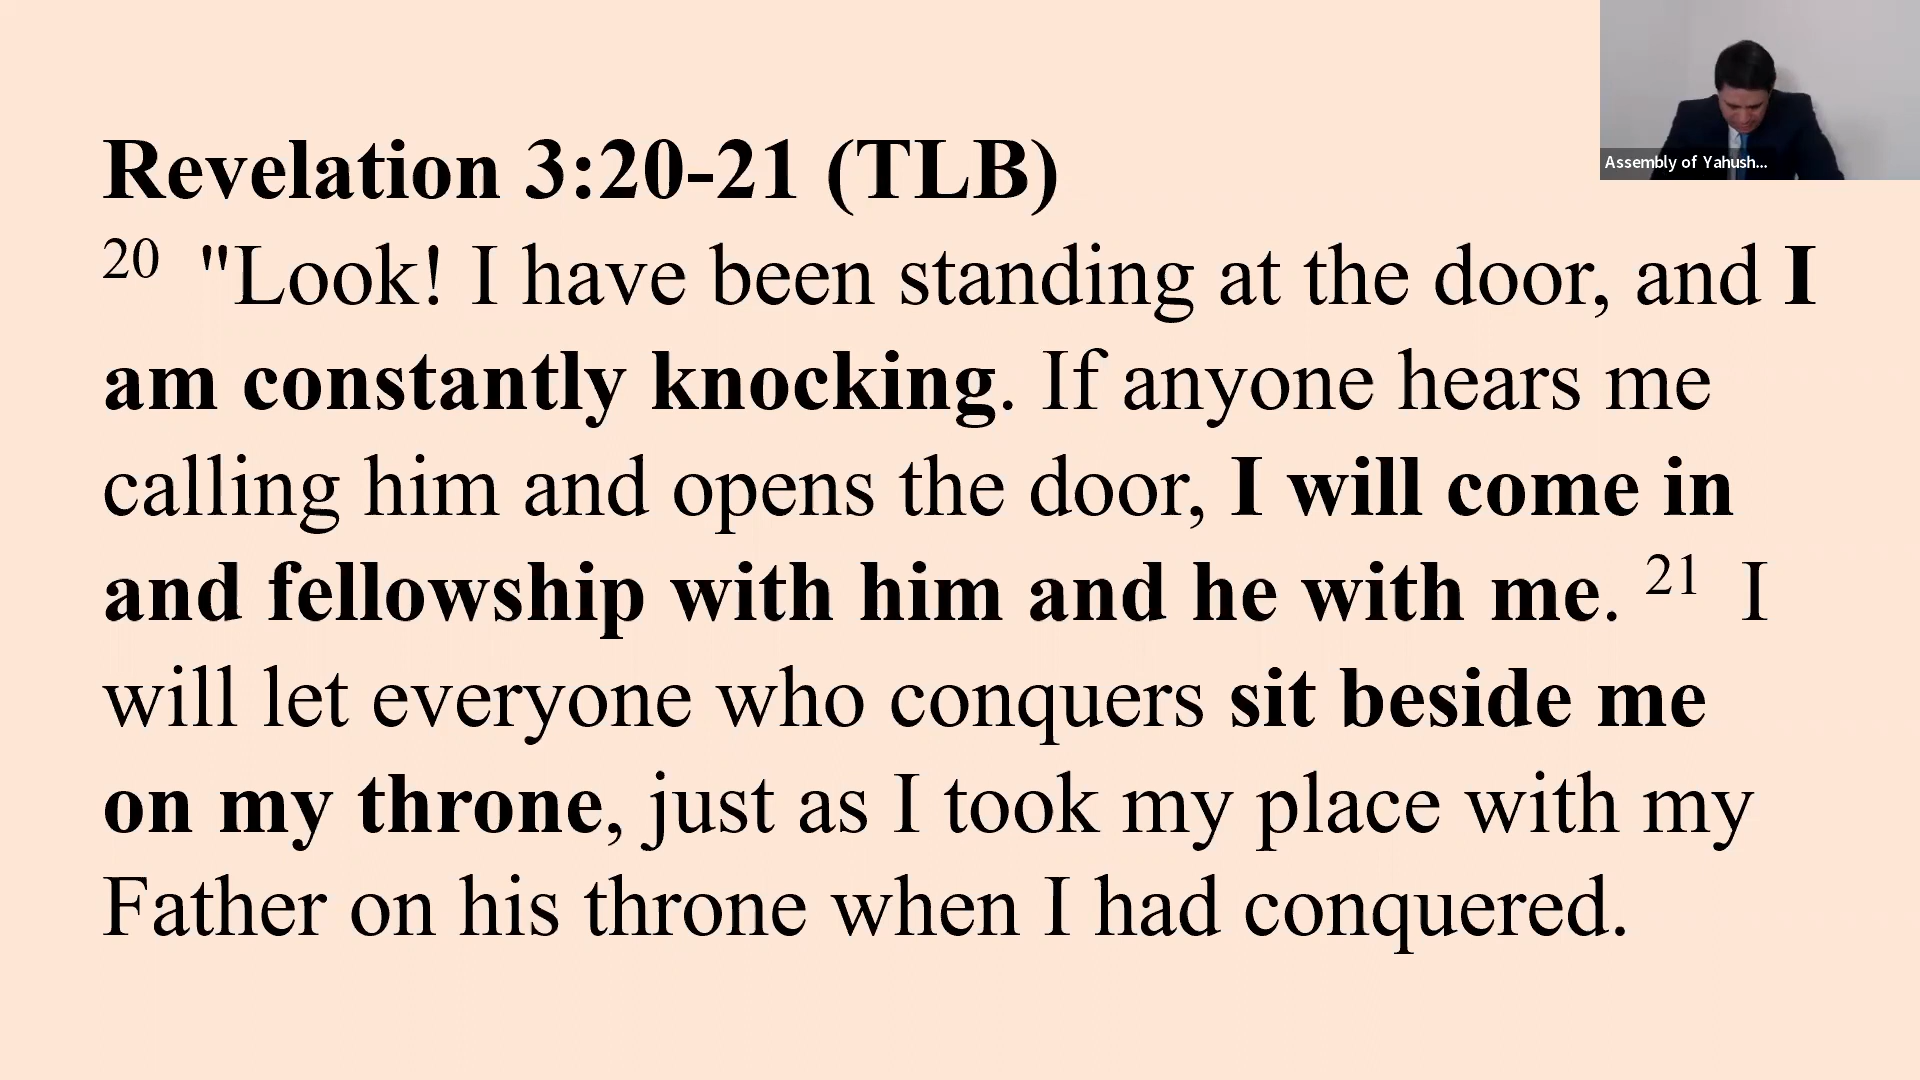 Assembly of Yahush...
Revelation 3:20-21 (TLB)
20 "Look! I have been standing at the door, and I
am constantly knocking. If anyone hears me
calling him and opens the door, I will come in
and fellowship with him and he with me. 21 I
will let everyone who conquers sit beside me
on my throne, just as I took my place with my
Father on his throne when I had conquered.